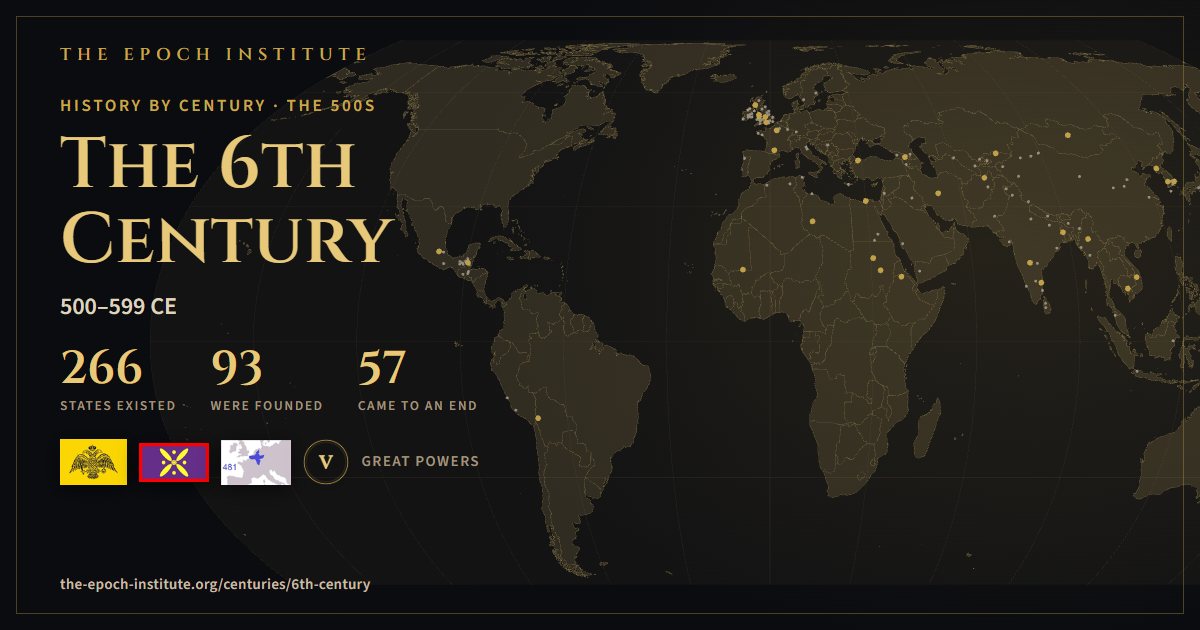 THE EPOCH INSTITUTE
HISTORY BY CENTURY · THE 500S
THE 6TH
CENTURY
500–599 CE
266 93 57
STATES EXISTED · WERE FOUNDED CAME TO AN END
481
V GREAT POWERS
the-epoch-institute.org/centuries/6th-century